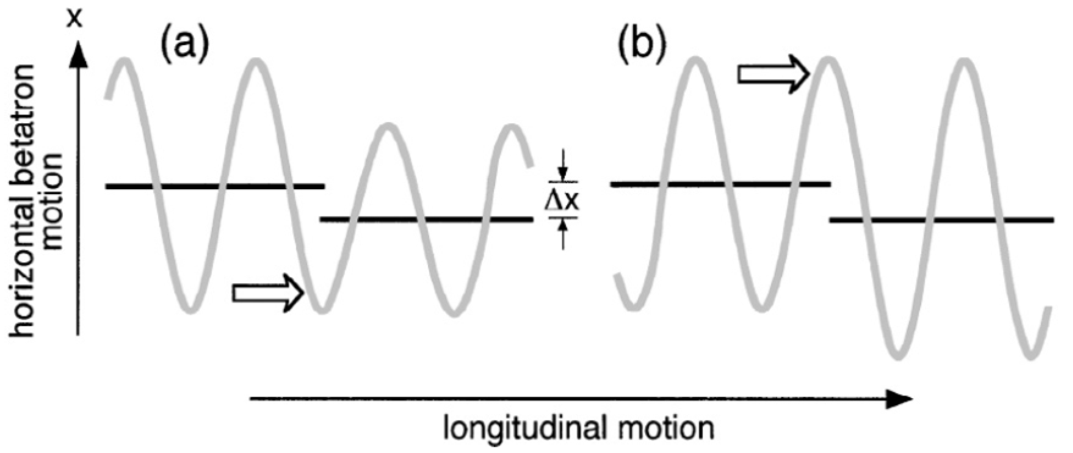 x
(a)
(b)
horizontal betatron
motion
Δx
longitudinal motion